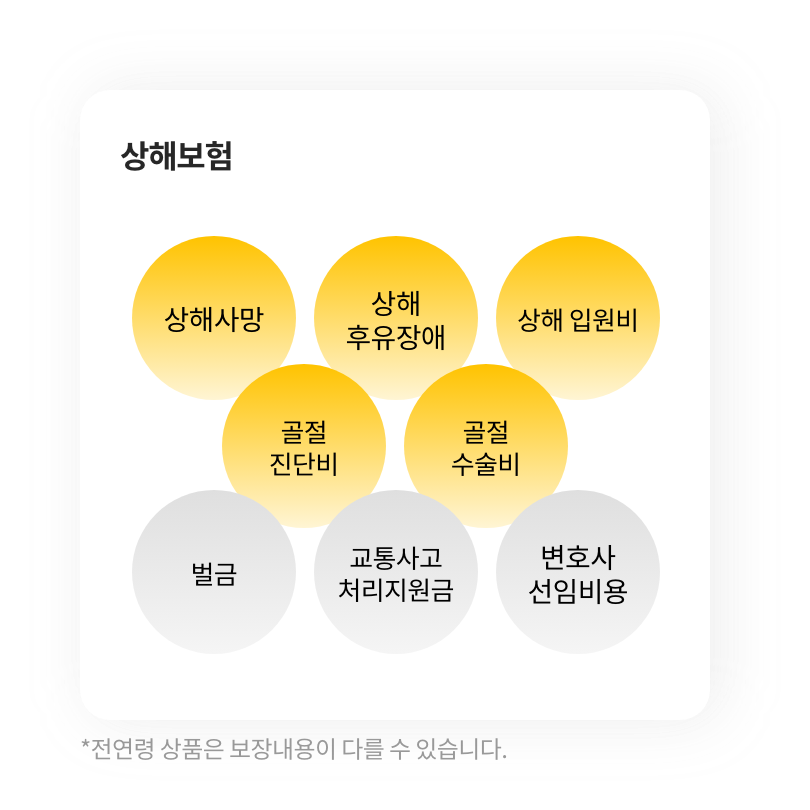 상해보험
상해사망
상해
후유장애
상해 입원비
골절
진단비
골절
수술비
벌금
교통사고
처리지원금
변호사
선임비용
*전연령 상품은 보장내용이 다를 수 있습니다.